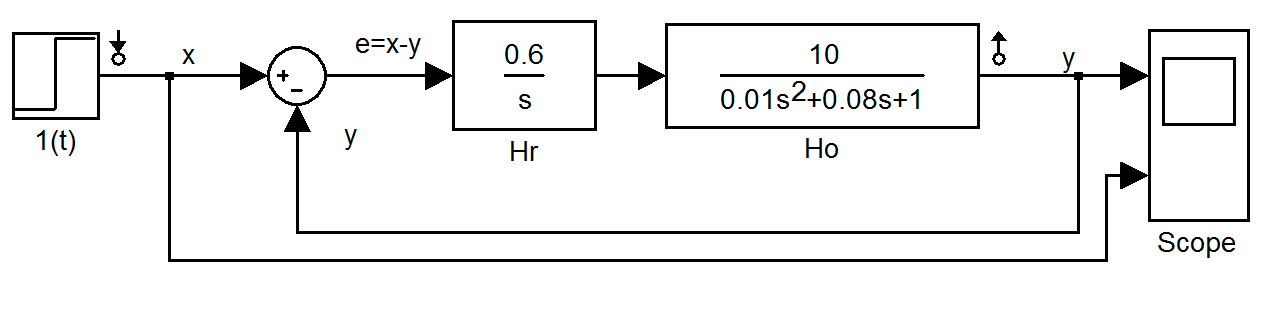 1(t)
x
+
−
e=x-y
y
0.6
s
Hr
10
0.01s2+0.08s+1
Ho
y
Scope